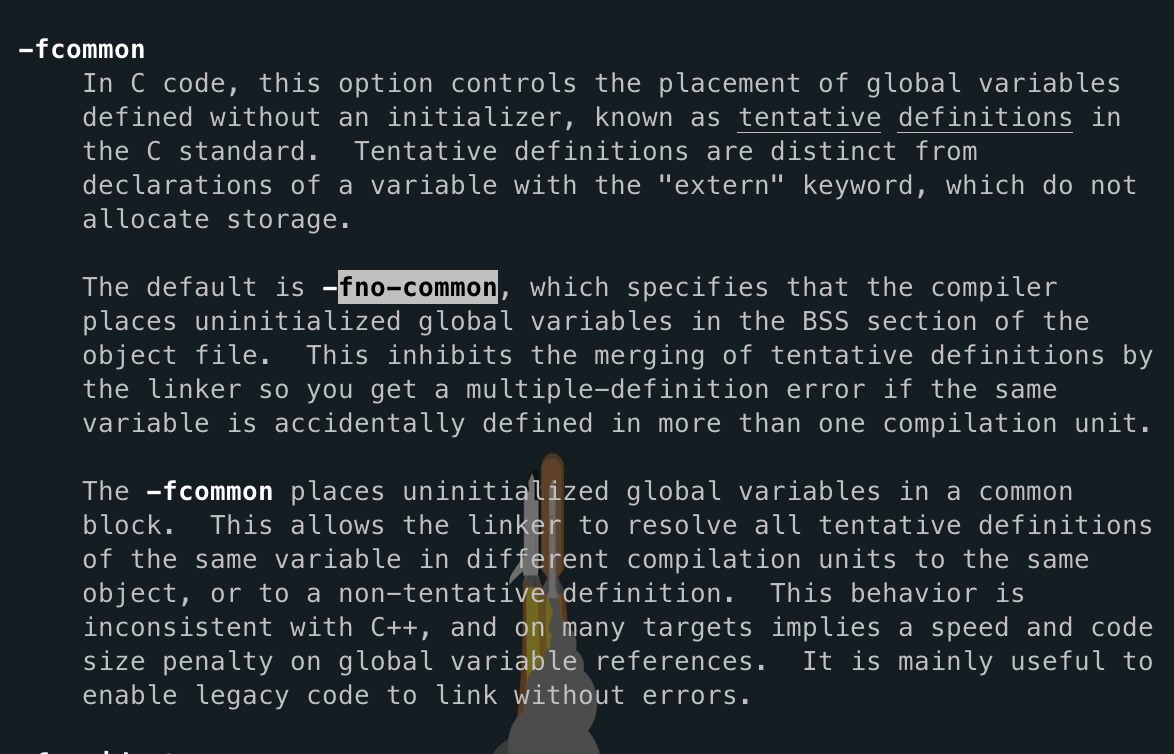 -fcommon
In C code, this option controls the placement of global variables
defined without an initializer, known as tentative definitions in
the C standard.  Tentative definitions are distinct from
declarations of a variable with the "extern" keyword, which do not
allocate storage.
The default is -fno-common, which specifies that the compiler
places uninitialized global variables in the BSS section of the
object file.  This inhibits the merging of tentative definitions by
the linker so you get a multiple-definition error if the same
variable is accidentally defined in more than one compilation unit.
The -fcommon places uninitialized global variables in a common
block.  This allows the linker to resolve all tentative definitions
of the same variable in different compilation units to the same
object, or to a non-tentative definition.  This behavior is
inconsistent with C++, and on many targets implies a speed and code
size penalty on global variable references.  It is mainly useful to
enable legacy code to link without errors.